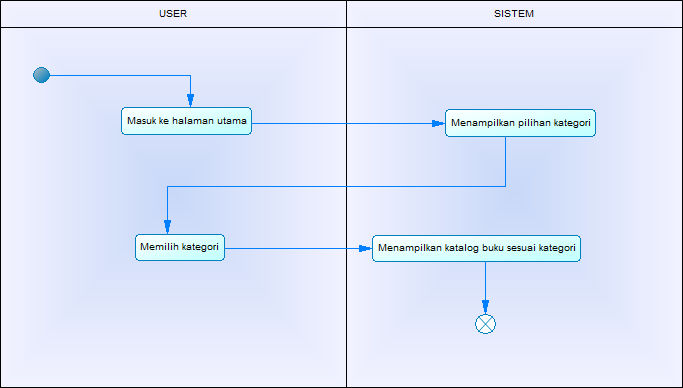 USER
SISTEM
Masuk ke halaman utama
Menampilkan pilihan kategori
Memilih kategori
Menampilkan katalog buku sesuai kategori